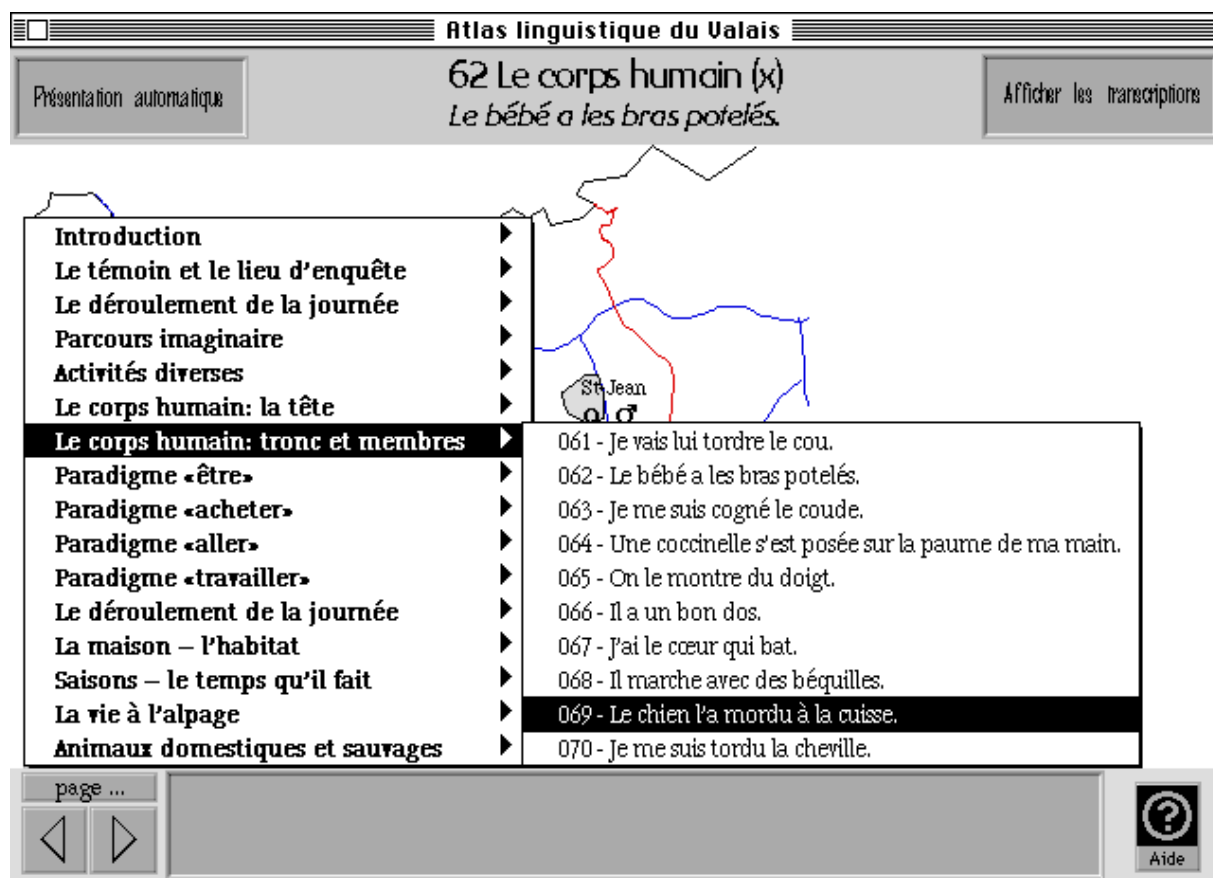 Atlas linguistique du Valais
Présentation automatique
62 Le corps humain (x)
Le bébé a les bras potelés.
Afficher les transcriptions
St-Jean
Introduction
Le témoin et le lieu d'enquête
Le déroulement de la journée
Parcours imaginaire
Activités diverses
Le corps humain: la tête
Le corps humain: tronc et membres
Paradigme «être»
Paradigme «acheter»
Paradigme «aller»
Paradigme «travailler»
Le déroulement de la journée
La maison – l'habitat
Saisons – le temps qu'il fait
La vie à l'alpage
Animaux domestiques et sauvages
061 - Je vais lui tordre le cou.
062 - Le bébé a les bras potelés.
063 - Je me suis cogné le coude.
064 - Une coccinelle s'est posée sur la paume de ma main.
065 - On le montre du doigt.
066 - Il a un bon dos.
067 - J'ai le cœur qui bat.
068 - Il marche avec des béquilles.
069 - Le chien l'a mordu à la cuisse.
070 - Je me suis tordu la cheville.
page ...
Aide